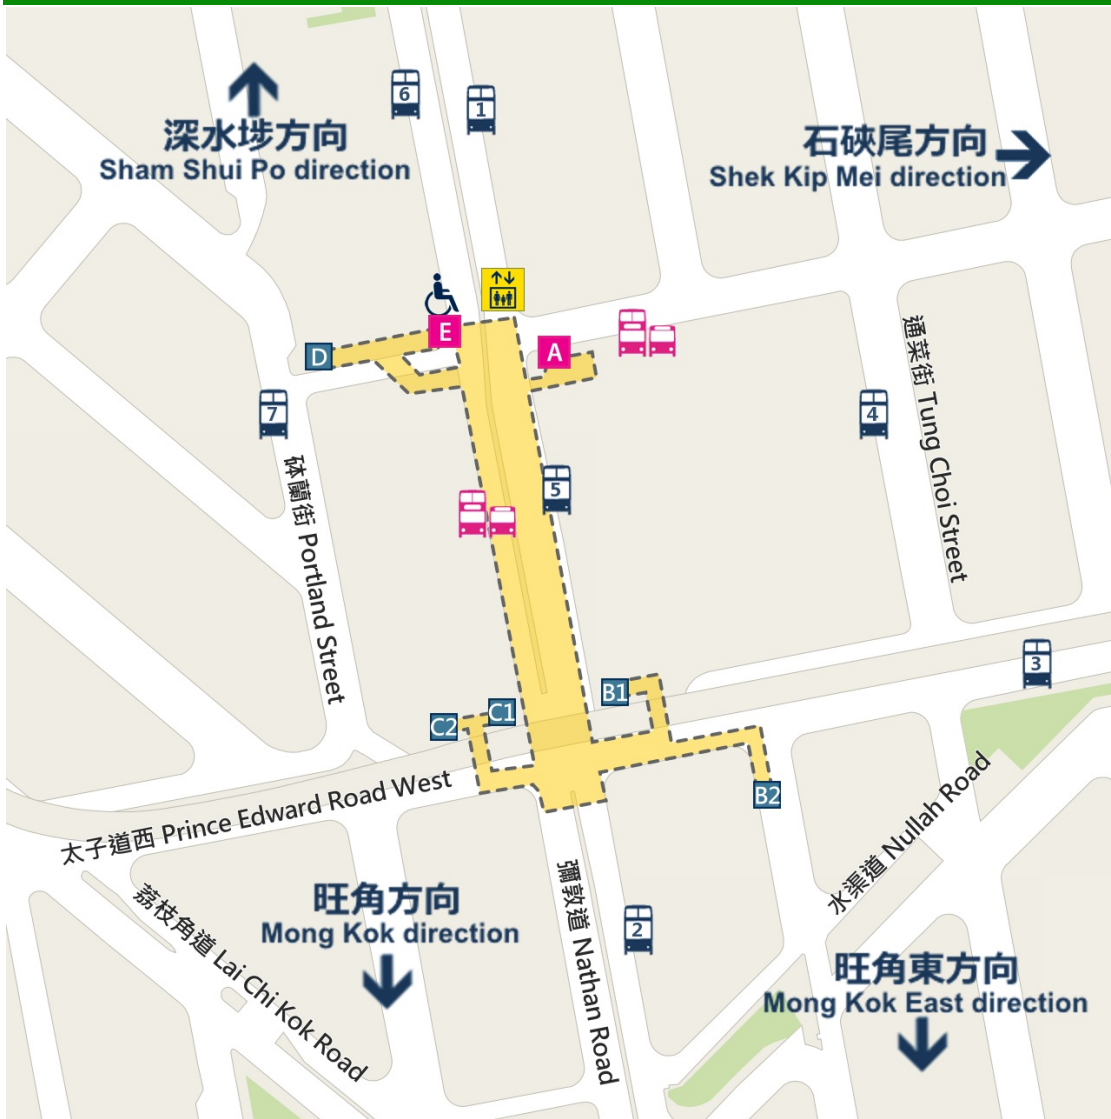 6
1
深水埗方向
Sham Shui Po direction
石硤尾方向
Shek Kip Mei direction
E
A
D
7
4
通菜街 Tung Choi Street
5
砵蘭街 Portland Street
3
B1
C1
C2
B2
太子道西 Prince Edward Road West
水渠道 Nullah Road
荔枝角道 Lai Chi Kok Road
旺角方向
Mong Kok direction
彌敦道 Nathan Road
2
旺角東方向
Mong Kok East direction